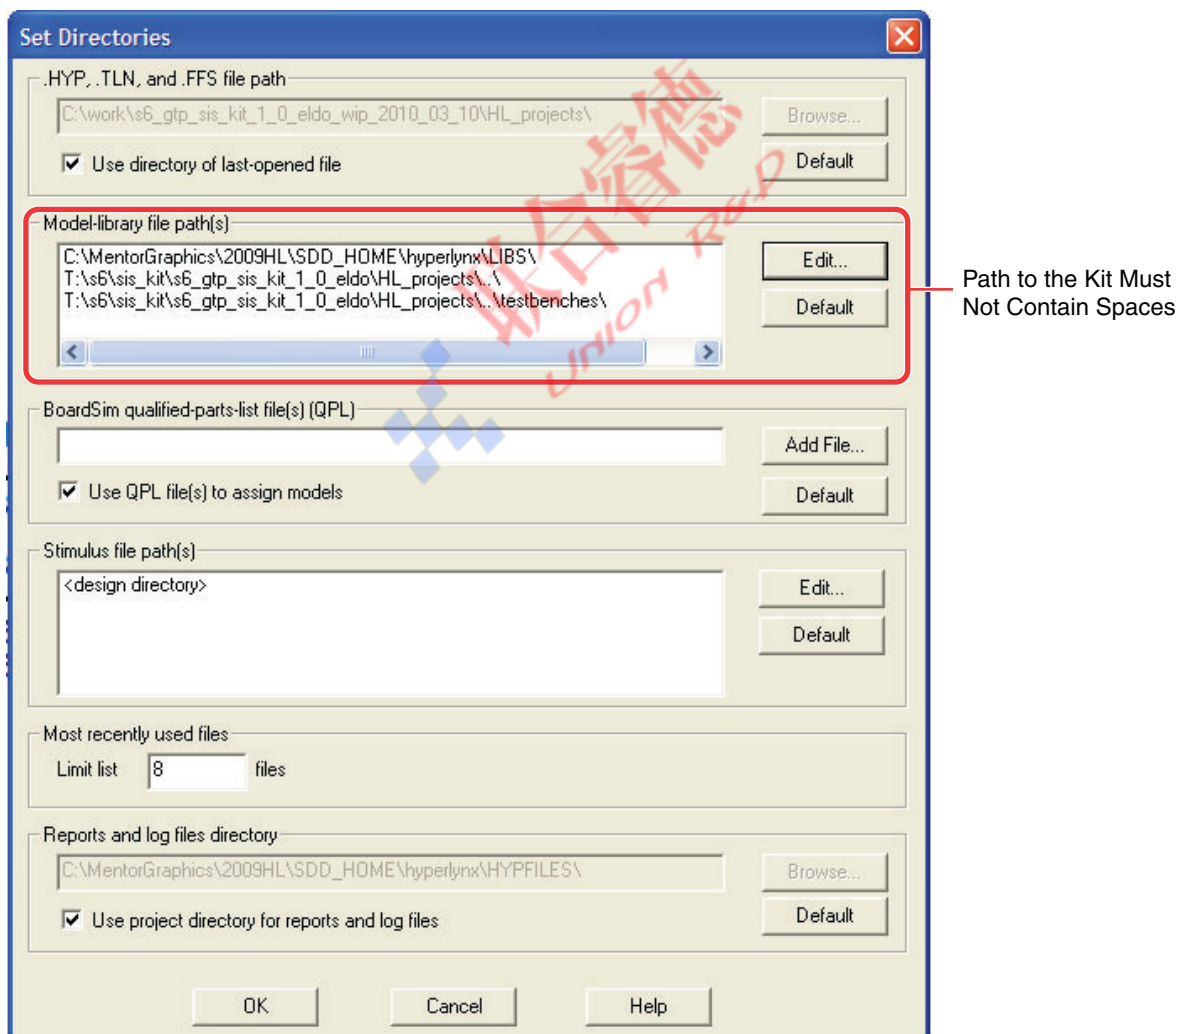 Set Directories
.HYP, .TLN, and .FFS file path
C:\work\s6_gtp_sis_kit_1_0_eldo_wip_2010_03_10\HL_projects\
Browse...
Use directory of last-opened file
Default
Model-library file path(s)
C:\MentorGraphics\2009HL\SDD_HOME\hyperlynx\LIBS\
T:\s6\sis_kit\s6_gtp_sis_kit_1_0_eldo\HL_projects\..\
T:\s6\sis_kit\s6_gtp_sis_kit_1_0_eldo\HL_projects\..\testbenches\
Edit...
Default
Path to the Kit Must
Not Contain Spaces
联合睿德
Union R&D
BoardSim qualified-parts-list file(s) (QPL)
Add File...
Use QPL file(s) to assign models
Default
Stimulus file path(s)
<design directory>
Edit...
Default
Most recently used files
Limit list 8 files
Reports and log files directory
C:\MentorGraphics\2009HL\SDD_HOME\hyperlynx\HYPFILES\
Browse...
Use project directory for reports and log files
Default
OK Cancel Help